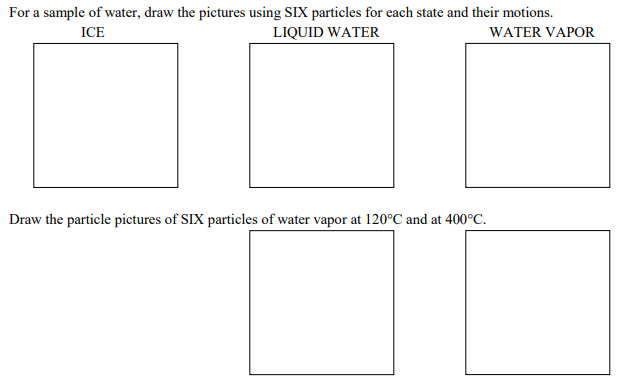 For a sample of water, draw the pictures using SIX particles for each state and their motions.
ICE LIQUID WATER WATER VAPOR
Draw the particle pictures of SIX particles of water vapor at 120°C and at 400°C.